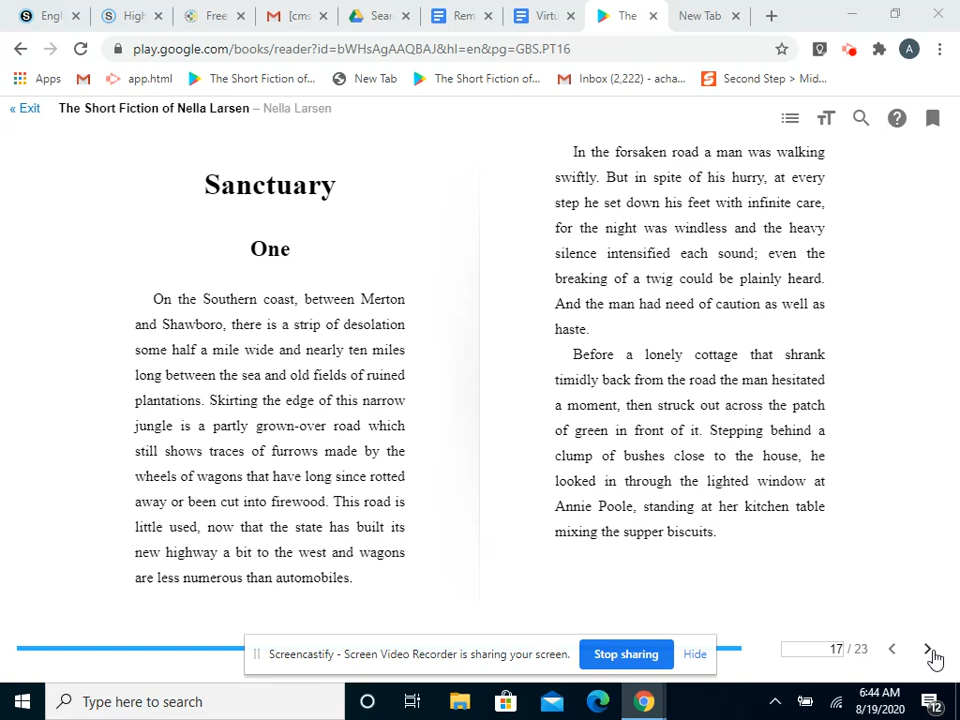 Engl
High
Free
[cms
Sear
Rem
Virtu
The
New Tab
play.google.com/books/reader?id=bWHsAgAAQBAJ&hl=en&pg=GBS.PT16
A
Apps
app.html
The Short Fiction of...
New Tab
The Short Fiction of...
Inbox (2,222) - acha...
Second Step > Mid...
« Exit
The Short Fiction of Nella Larsen – Nella Larsen
Sanctuary
One
On the Southern coast, between Merton
and Shawboro, there is a strip of desolation
some half a mile wide and nearly ten miles
long between the sea and old fields of ruined
plantations. Skirting the edge of this narrow
jungle is a partly grown-over road which
still shows traces of furrows made by the
wheels of wagons that have long since rotted
away or been cut into firewood. This road is
little used, now that the state has built its
new highway a bit to the west and wagons
are less numerous than automobiles.
In the forsaken road a man was walking
swiftly. But in spite of his hurry, at every
step he set down his feet with infinite care,
for the night was windless and the heavy
silence intensified each sound; even the
breaking of a twig could be plainly heard.
And the man had need of caution as well as
haste.
Before a lonely cottage that shrank
timidly back from the road the man hesitated
a moment, then struck out across the patch
of green in front of it. Stepping behind a
clump of bushes close to the house, he
looked in through the lighted window at
Annie Poole, standing at her kitchen table
mixing the supper biscuits.
Screencastify - Screen Video Recorder is sharing your screen.
Stop sharing
Hide
17 / 23
Type here to search
6:44 AM
8/19/2020
12